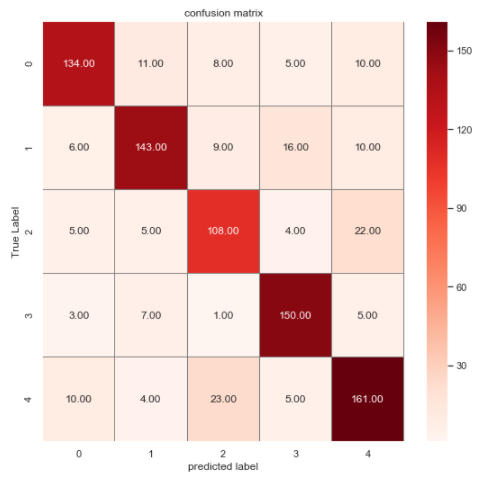 confusion matrix
0 134.00 11.00 8.00 5.00 10.00
1 6.00 143.00 9.00 16.00 10.00
2 5.00 5.00 108.00 4.00 22.00
3 3.00 7.00 1.00 150.00 5.00
4 10.00 4.00 23.00 5.00 161.00
True Label
0 1 2 3 4
predicted label
150
120
90
60
30